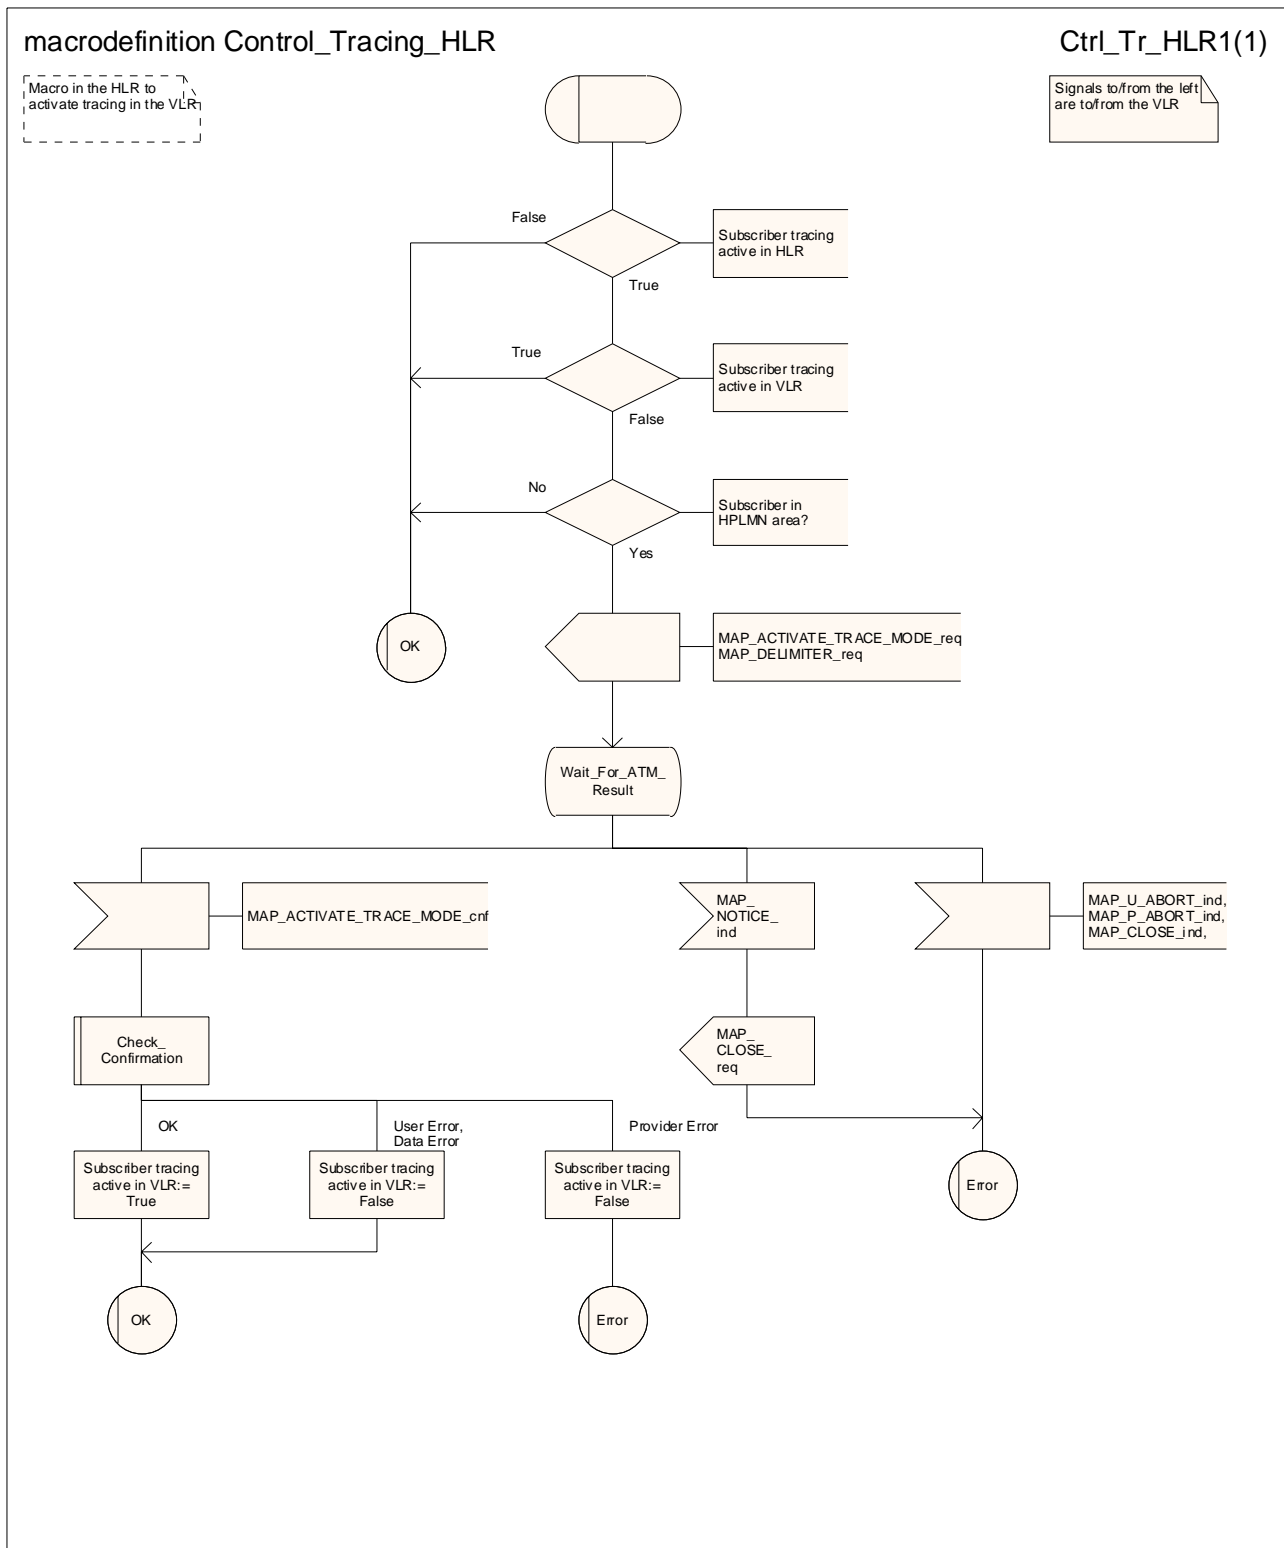 macrodefinition Control_Tracing_HLR
Ctrl_Tr_HLR1(1)
Macro in the HLR to
activate tracing in the VLR
Signals to/from the left
are to/from the VLR
False
Subscriber tracing
active in HLR
True
True
Subscriber tracing
active in VLR
False
No
Subscriber in
HPLMN area?
Yes
OK
MAP_ACTIVATE_TRACE_MODE_req
MAP_DELIMITER_req
Wait_For_ATM_
Result
MAP_ACTIVATE_TRACE_MODE_cnf
MAP_
NOTICE_
ind
MAP_U_ABORT_ind,
MAP_P_ABORT_ind,
MAP_CLOSE_ind,
Check_
Confirmation
MAP_
CLOSE_
req
OK
User Error,
Data Error
Provider Error
Subscriber tracing
active in VLR:=
True
Subscriber tracing
active in VLR:=
False
Subscriber tracing
active in VLR:=
False
Error
OK
Error